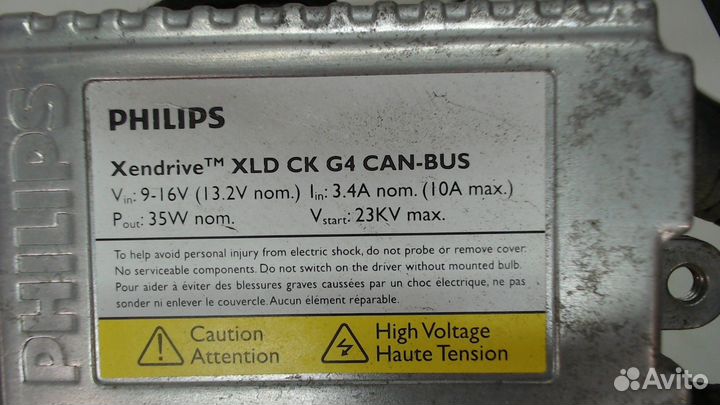 PHILIPS
PHILIPS
Xendrive™ XLD CK G4 CAN-BUS
Vin: 9-16V (13.2V nom.) Iin: 3.4A nom. (10A max.)
Pout: 35W nom. Vstart: 23KV max.
To help avoid personal injury from electric shock, do not probe or remove cover.
No serviceable components. Do not switch on the driver without mounted bulb.
Pour aider à éviter des blessures graves caussées par un choc électrique, ne pas
sonder ni enlever le couvercle. Aucun élément réparable.
Caution
Attention
High Voltage
Haute Tension
Avito